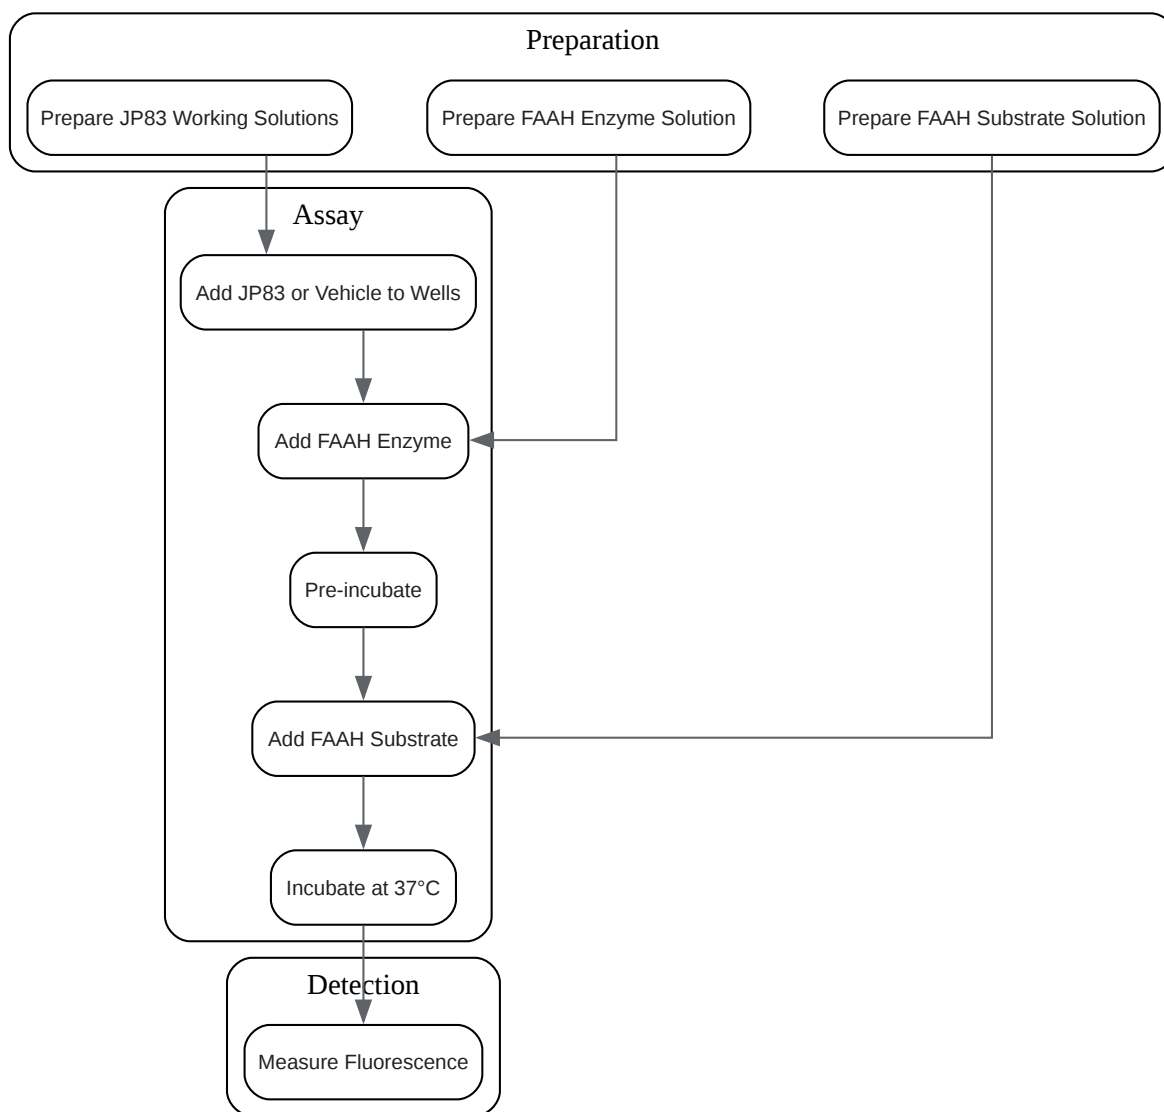 Preparation
Prepare JP83 Working Solutions
Prepare FAAH Enzyme Solution
Prepare FAAH Substrate Solution
Assay
Add JP83 or Vehicle to Wells
Add FAAH Enzyme
Pre-incubate
Add FAAH Substrate
Incubate at 37°C
Detection
Measure Fluorescence